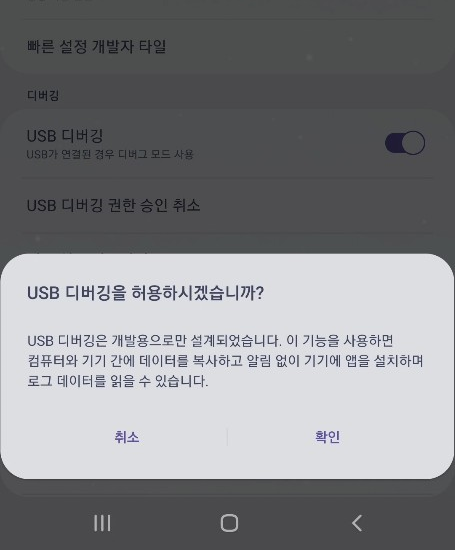 빠른 설정 개발자 타일
디버깅
USB 디버깅
USB가 연결된 경우 디버그 모드 사용
USB 디버깅 권한 승인 취소
USB 디버깅을 허용하시겠습니까?
USB 디버깅은 개발용으로만 설계되었습니다. 이 기능을 사용하면
컴퓨터와 기기 간에 데이터를 복사하고 알림 없이 기기에 앱을 설치하며
로그 데이터를 읽을 수 있습니다.
취소
확인